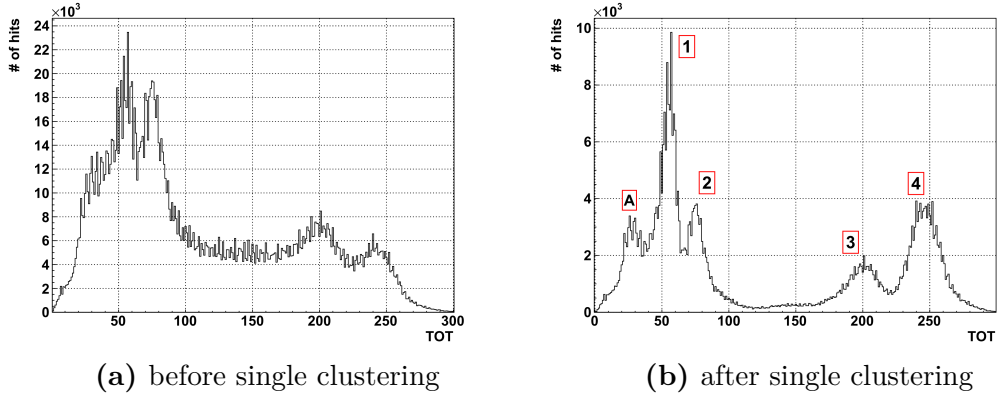 ×10³
# of hits
24
22
20
18
16
14
12
10
8
6
4
2
0
50 100 150 200 250 300
TOT
(a) before single clustering
×10³
# of hits
10
8
6
4
2
0
0 50 100 150 200 250
TOT
A
1
2
3
4
(b) after single clustering